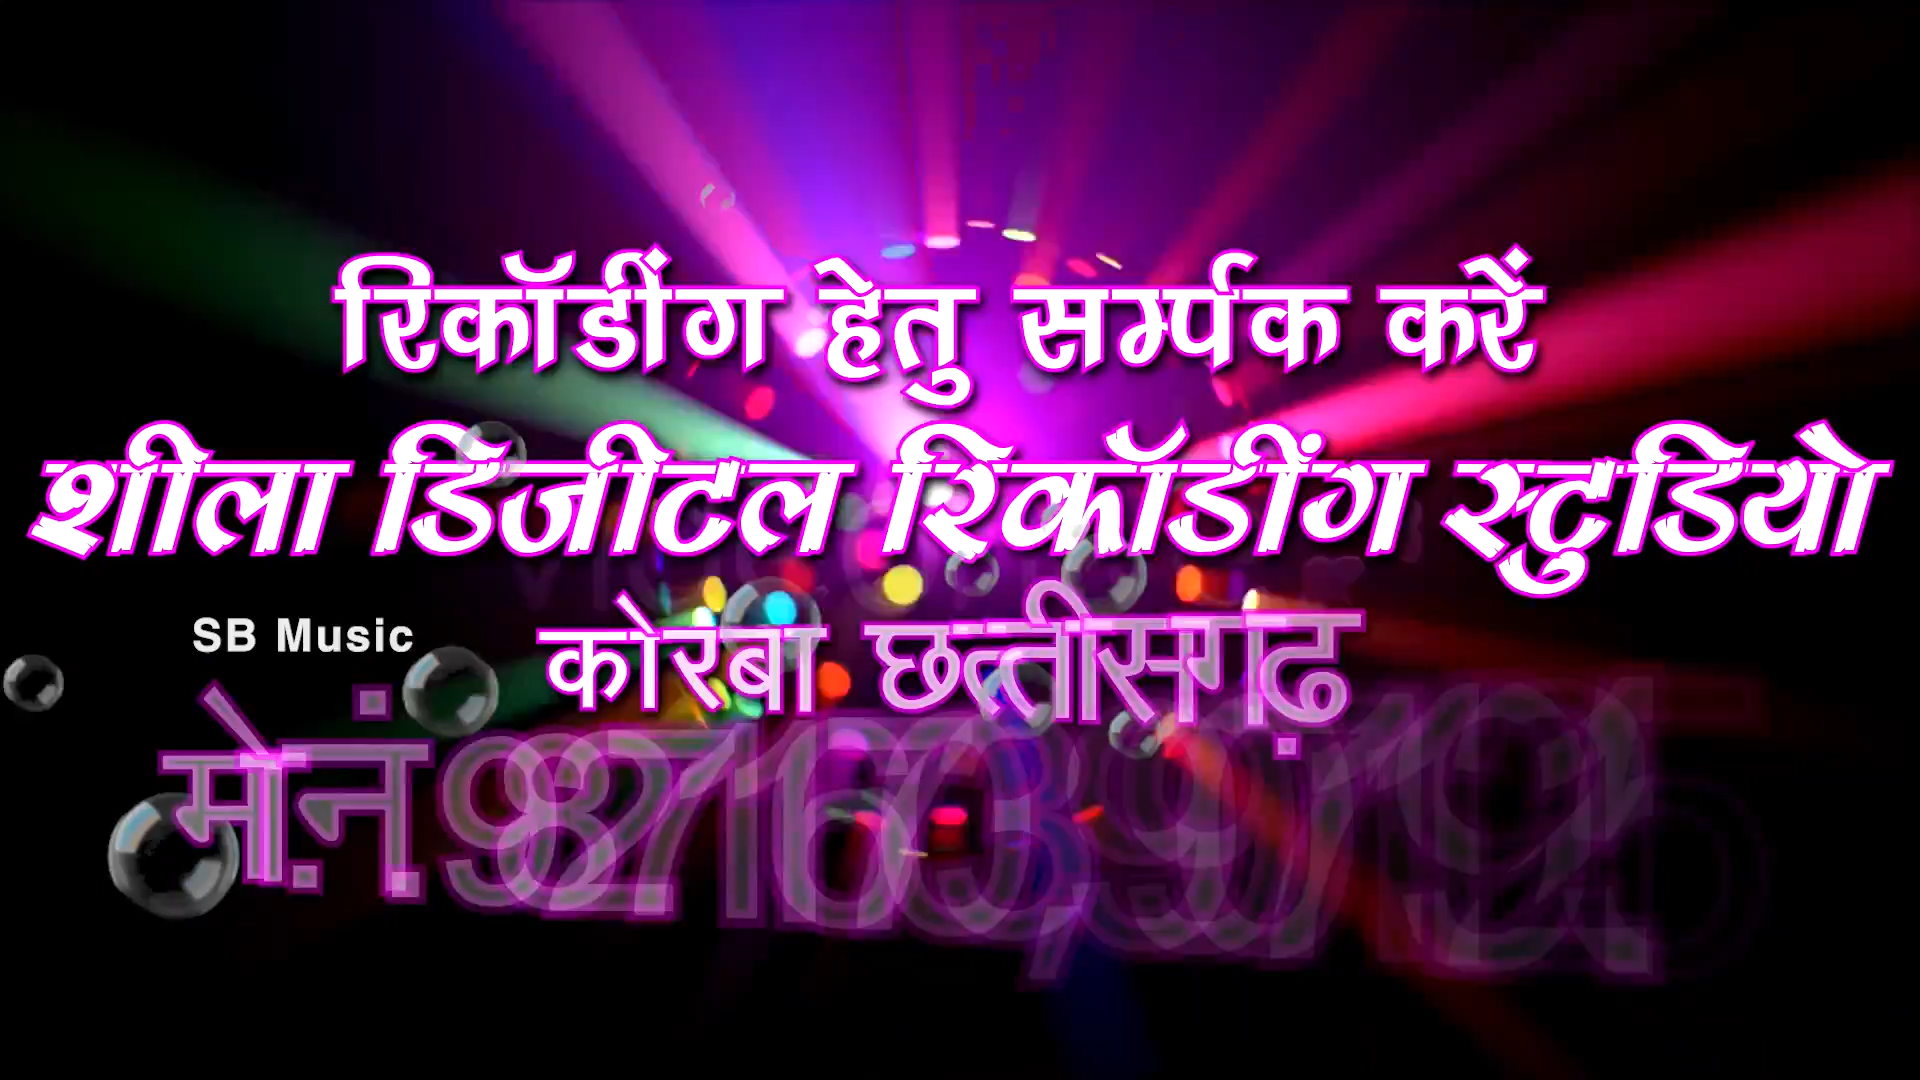 रिकॉर्डींग हेतु सर्म्पक करें
शीला डिजीटल रिकॉर्डींग स्टुडियो
SB Music
कोरबा छत्तीसगढ़
मो.नं.